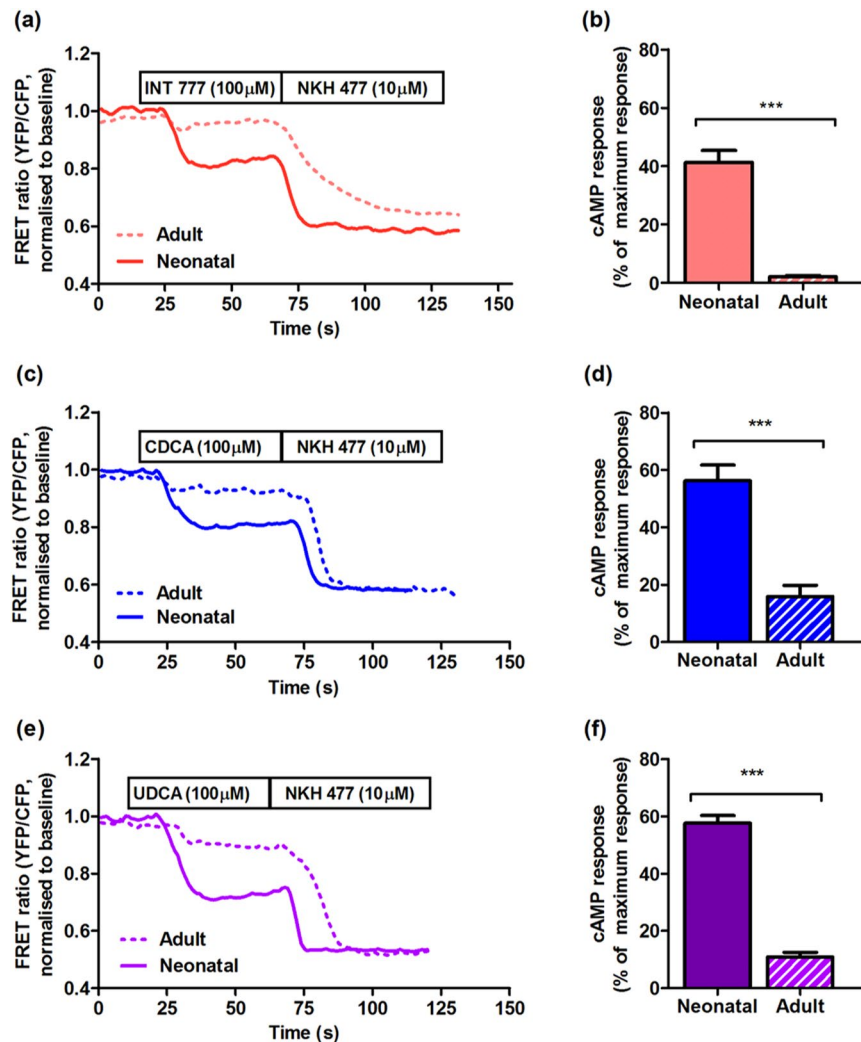 (a)
FRET ratio (YFP/CFP,
normalised to baseline)
1.2
1.0
0.8
0.6
0.4
INT 777 (100μM)
NKH 477 (10μM)
Adult
Neonatal
0
25
50
75
100
125
150
Time (s)
(b)
cAMP response
(% of maximum response)
80
60
40
20
0
***
Neonatal
Adult
(c)
FRET ratio (YFP/CFP,
normalised to baseline)
1.2
1.0
0.8
0.6
0.4
CDCA (100μM)
NKH 477 (10μM)
Adult
Neonatal
0
25
50
75
100
125
150
Time (s)
(d)
cAMP response
(% of maximum response)
80
60
40
20
0
***
Neonatal
Adult
(e)
FRET ratio (YFP/CFP,
normalised to baseline)
1.2
1.0
0.8
0.6
0.4
UDCA (100μM)
NKH 477 (10μM)
Adult
Neonatal
0
25
50
75
100
125
150
Time (s)
(f)
cAMP response
(% of maximum response)
80
60
40
20
0
***
Neonatal
Adult